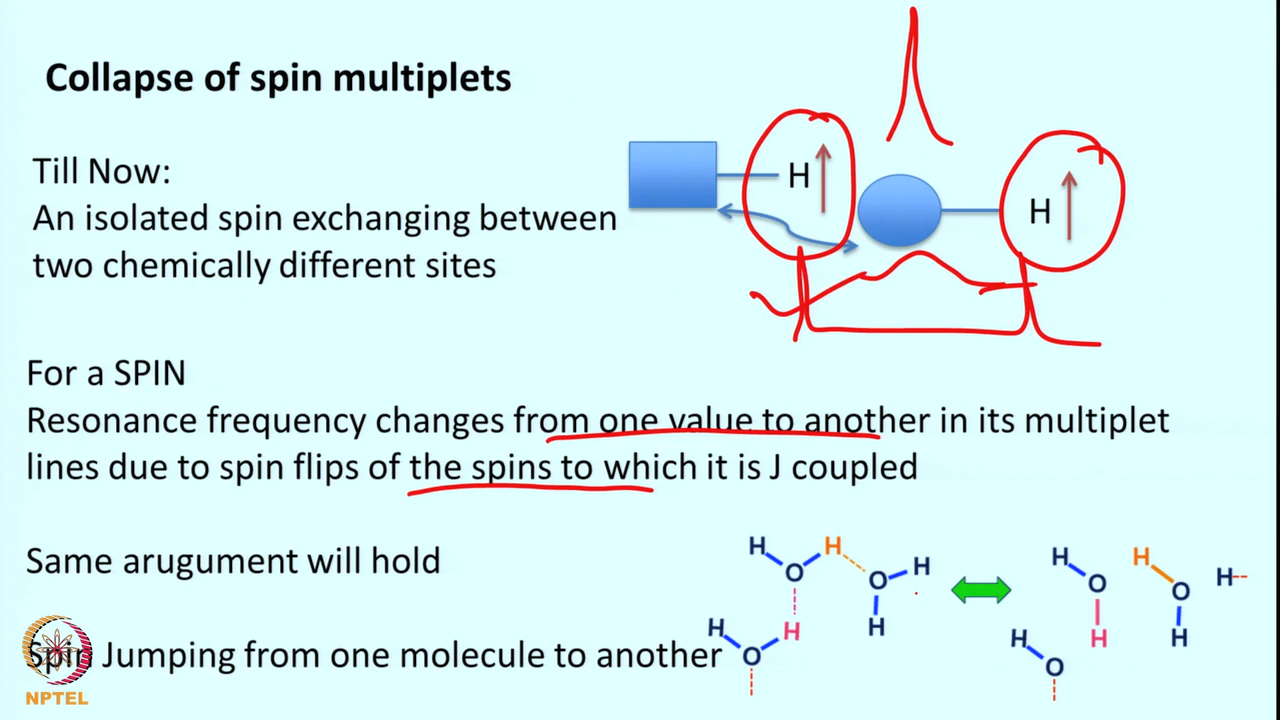 Collapse of spin multiplets
Till Now:
An isolated spin exchanging between
two chemically different sites
H
H
For a SPIN
Resonance frequency changes from one value to another in its multiplet
lines due to spin flips of the spins to which it is J coupled
Same arugument will hold
Spin Jumping from one molecule to another
H H H
O O
H H H
O
H H H
O O
H H H
O
NPTEL